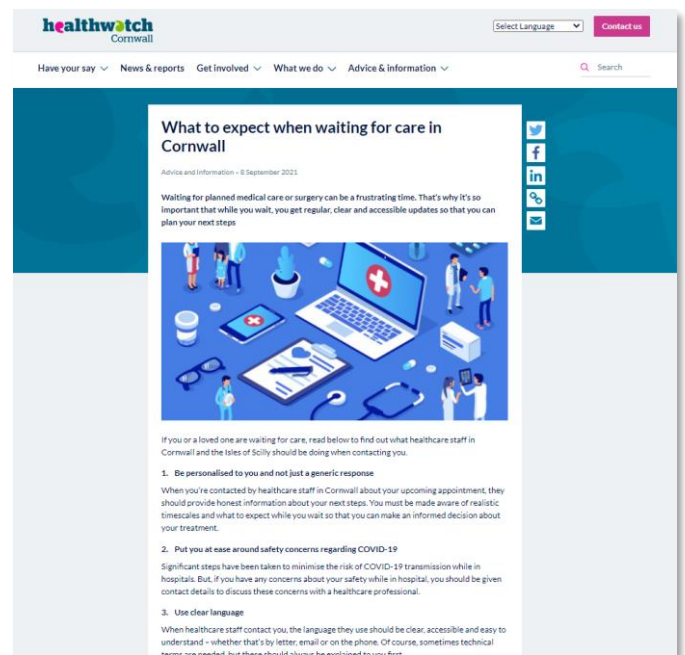 healthwatch
Cornwall
Select Language
Contact us
Have your say
News & reports
Get involved
What we do
Advice & information
Search
What to expect when waiting for care in
Cornwall
Advice and Information – 8 September 2021
Waiting for planned medical care or surgery can be a frustrating time. That's why it's so
important that while you wait, you get regular, clear and accessible updates so that you can
plan your next steps
If you or a loved one are waiting for care, read below to find out what healthcare staff in
Cornwall and the Isles of Scilly should be doing when contacting you.
1. Be personalised to you and not just a generic response
When you're contacted by healthcare staff in Cornwall about your upcoming appointment, they
should provide honest information about your next steps. You must be made aware of realistic
timescales and what to expect while you wait so that you can make an informed decision about
your treatment.
2. Put you at ease around safety concerns regarding COVID-19
Significant steps have been taken to minimise the risk of COVID-19 transmission while in
hospitals. But, if you have any concerns about your safety while in hospital, you should be given
contact details to discuss these concerns with a healthcare professional.
3. Use clear language
When healthcare staff contact you, the language they use should be clear, accessible and easy to
understand – whether that's by letter, email or on the phone. Of course, sometimes technical
terms are needed, but these should always be explained to you first